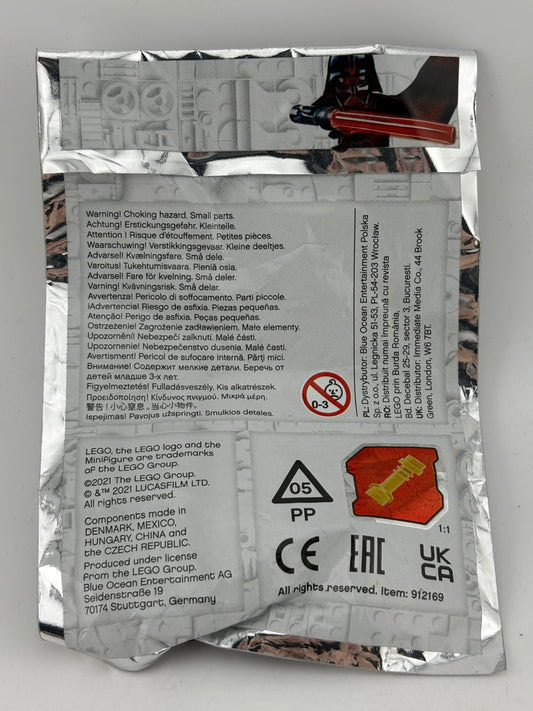 Warning! Choking hazard. Small parts.
Achtung! Erstickungsgefahr. Kleinteile.
Attention ! Risque d'étouffement. Petites pièces.
Waarschuwing! Verstikkingsgevaar. Kleine deeltjes.
Advarsel! Kvælningsfare. Små dele.
Varoitus! Tukehtumisvaara. Pieniä osia.
Advarsel! Fare for kvelning. Små deler.
Varning! Kvävningsrisk. Små delar.
Avvertenza! Pericolo di soffocamento. Parti piccole.
¡Advertencia! Riesgo de asfixia. Piezas pequeñas.
Atenção! Perigo de asfixia. Peças pequenas.
Ostrzeżenie! Zagrożenie zadławieniem. Małe elementy.
Upozornění! Nebezpečí zalknutí. Malé části.
Upozornenie! Nebezpečenstvo dusenia. Malé časti.
Avertisment! Pericol de sufocare internă. Părți mici.
Внимание! Содержит мелкие детали. Беречь от
детей младше 3-х лет.
Figyelmeztetés! Fulladásveszély. Kis alkatrészek.
Προειδοποίηση! Κίνδυνος πνιγμού. Μικρά μέρη.
警告！小心窒息。当心小物件。
Įspėjimas! Pavojus užspringti. Smulkios detalės.
0-3
PL: Dystrybutor: Blue Ocean Entertainment Polska
Sp. z o.o, ul. Legnicka 51-53, PL-54-203 Wrocław.
RO: Distribuit numai împreună cu revista
LEGO prin Burda România,
Bd. Decebal 25-29, sector 3, București.
UK: Distributor: Immediate Media Co., 44 Brook
Green, London, W6 7BT.
LEGO, the LEGO logo and the
Minifigure are trademarks
of the LEGO Group.
©2021 The LEGO Group.
© & ™ 2021 LUCASFILM LTD.
All rights reserved.
Components made in
DENMARK, MEXICO,
HUNGARY, CHINA and
the CZECH REPUBLIC.
Produced under license
from the LEGO Group.
Blue Ocean Entertainment AG
Seidenstraße 19
70174 Stuttgart, Germany
05
PP
1:1
CE EAC UK
CA
All rights reserved. Item: 912169